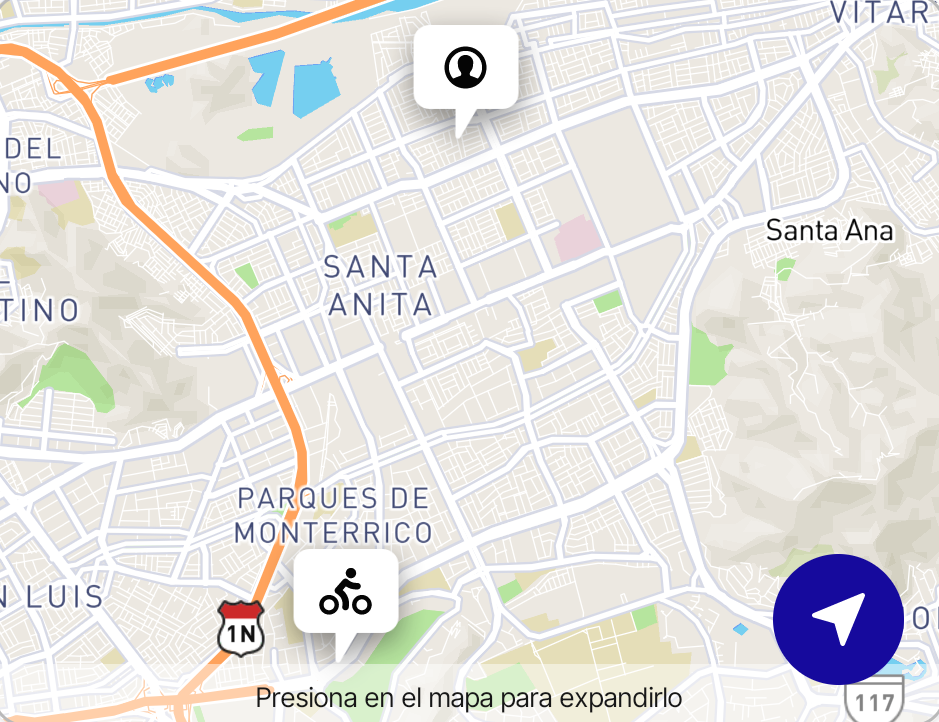 VITAR
DEL
NO
Santa Ana
SANTA
ANITA
L
TINO
PARQUES DE
MONTERRICO
N LUIS
1N
O
Presiona en el mapa para expandirlo
117